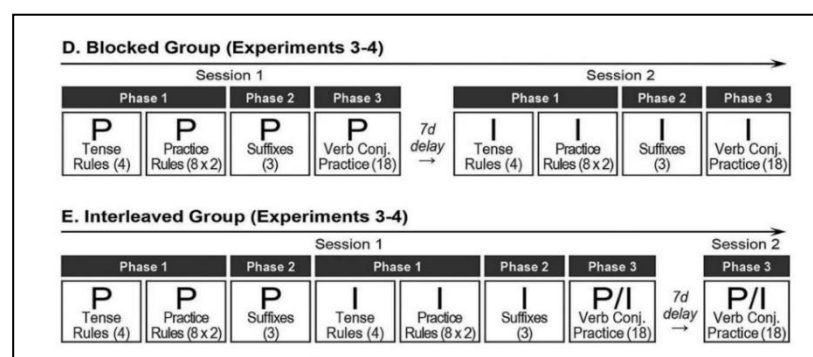 D. Blocked Group (Experiments 3-4)
Session 1 Session 2
Phase 1 Phase 2 Phase 3 Phase 1 Phase 2 Phase 3
P P P P 7d I I I I
Tense Practice Suffixes Verb Conj. delay Tense Practice Suffixes Verb Conj.
Rules (4) Rules (8 x 2) (3) Practice (18) → Rules (4) Rules (8 x 2) (3) Practice (18)
E. Interleaved Group (Experiments 3-4)
Session 1 Session 2
Phase 1 Phase 2 Phase 1 Phase 2 Phase 3 Phase 3
P P P I I I P/I 7d P/I
Tense Practice Suffixes Tense Practice Suffixes Verb Conj. delay Verb Conj.
Rules (4) Rules (8 x 2) (3) Rules (4) Rules (8 x 2) (3) Practice (18) → Practice (18)